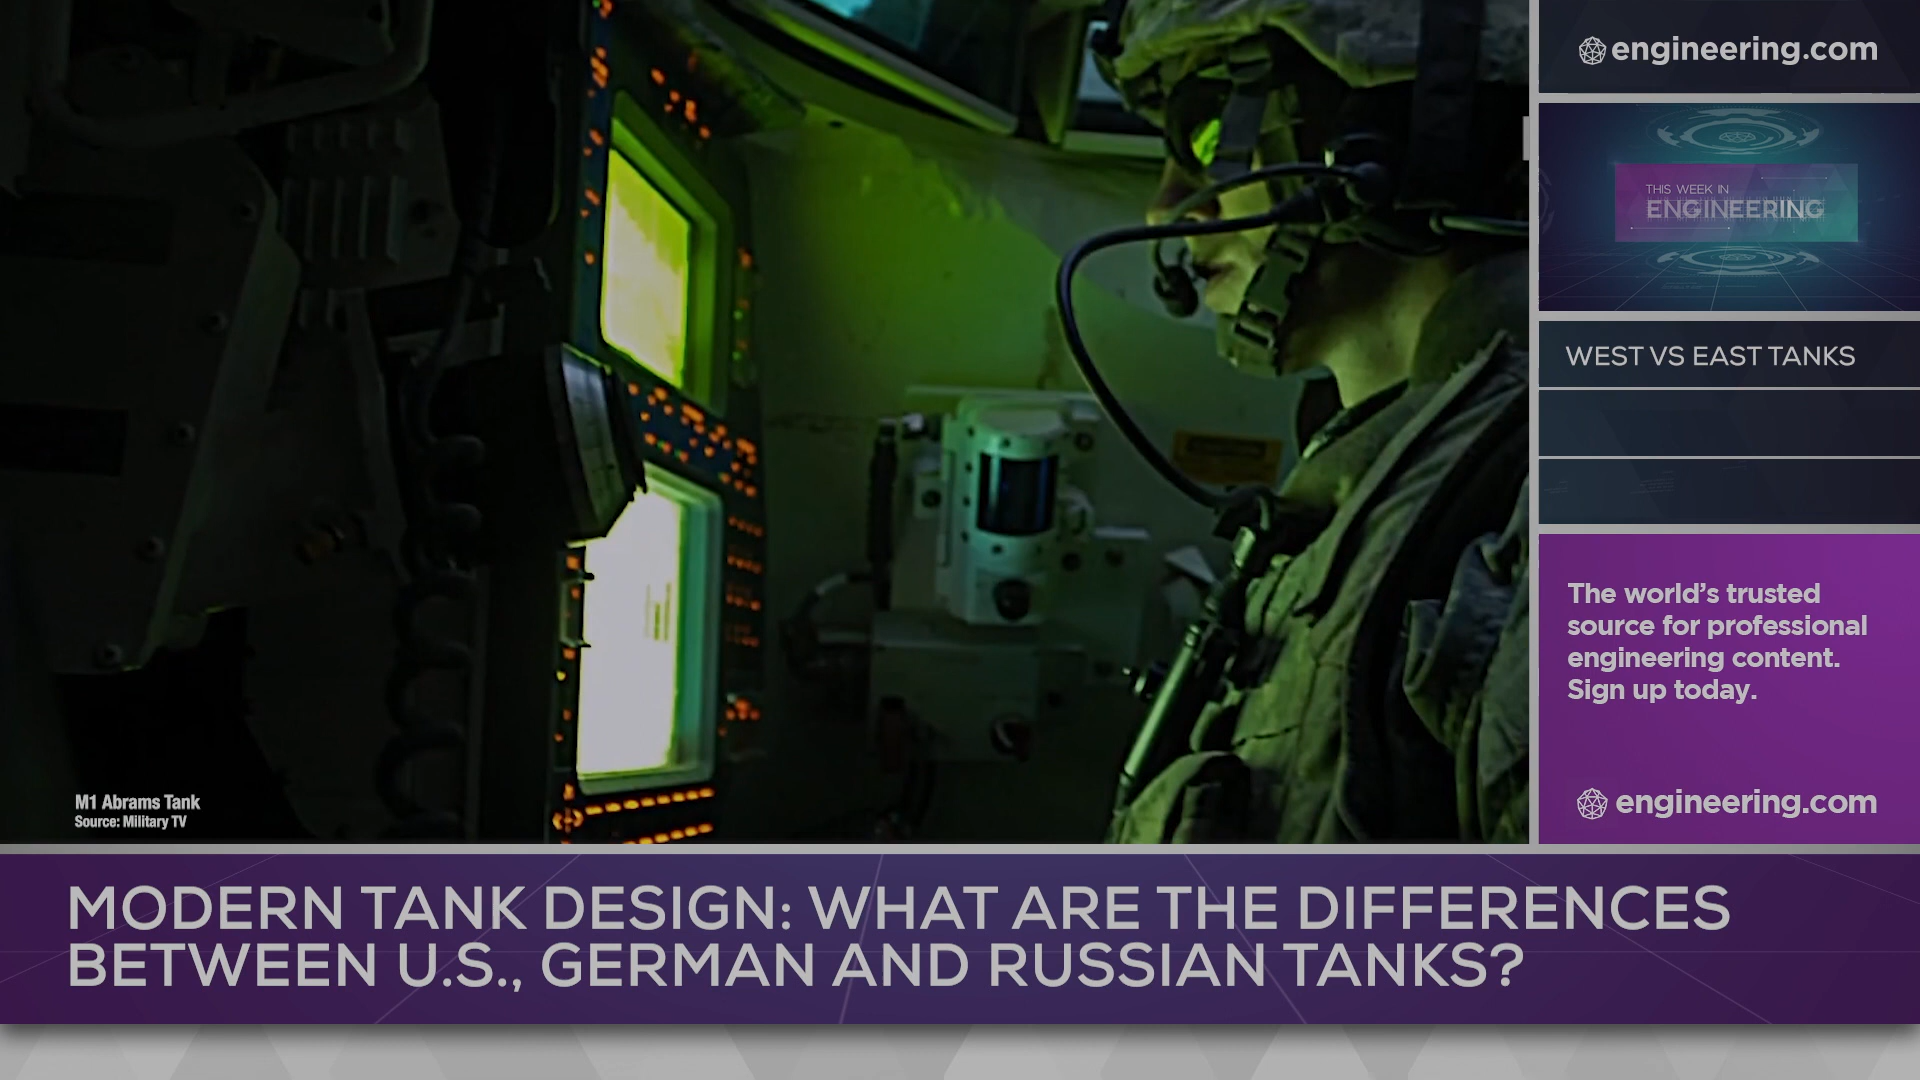 engineering.com
THIS WEEK IN
ENGINEERING
WEST VS EAST TANKS
The world's trusted
source for professional
engineering content.
Sign up today.
engineering.com
M1 Abrams Tank
Source: Military TV
MODERN TANK DESIGN: WHAT ARE THE DIFFERENCES
BETWEEN U.S., GERMAN AND RUSSIAN TANKS?